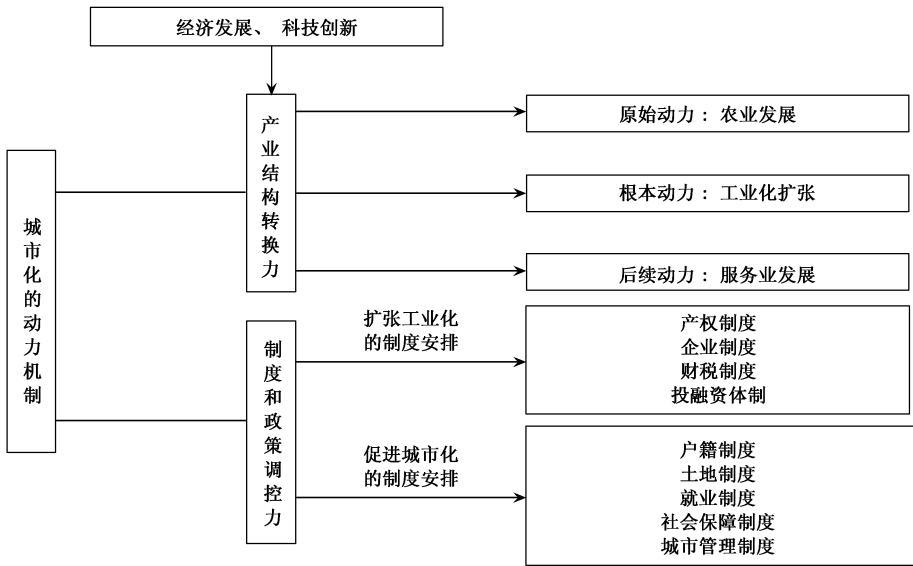 经济发展、 科技创新
城市化的动力机制
产业结构转换力
原始动力：农业发展
根本动力：工业化扩张
后续动力：服务业发展
制度和政策调控力
扩张工业化
的制度安排
产权制度
企业制度
财税制度
投融资体制
促进城市化
的制度安排
户籍制度
土地制度
就业制度
社会保障制度
城市管理制度